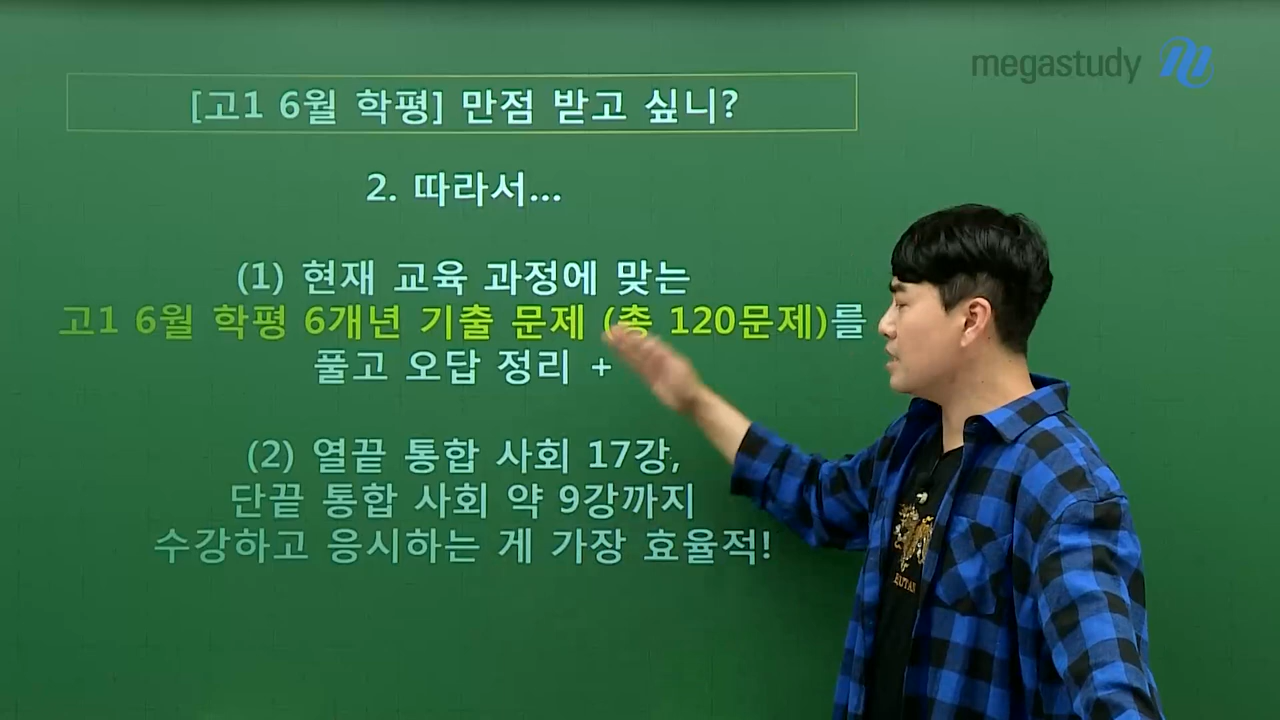 megastudy
[고1 6월 학평] 만점 받고 싶니?
2. 따라서...
(1) 현재 교육 과정에 맞는
고1 6월 학평 6개년 기출 문제 (총 120문제)를
풀고 오답 정리 +
(2) 열끝 통합 사회 17강,
단끝 통합 사회 약 9강까지
수강하고 응시하는 게 가장 효율적!